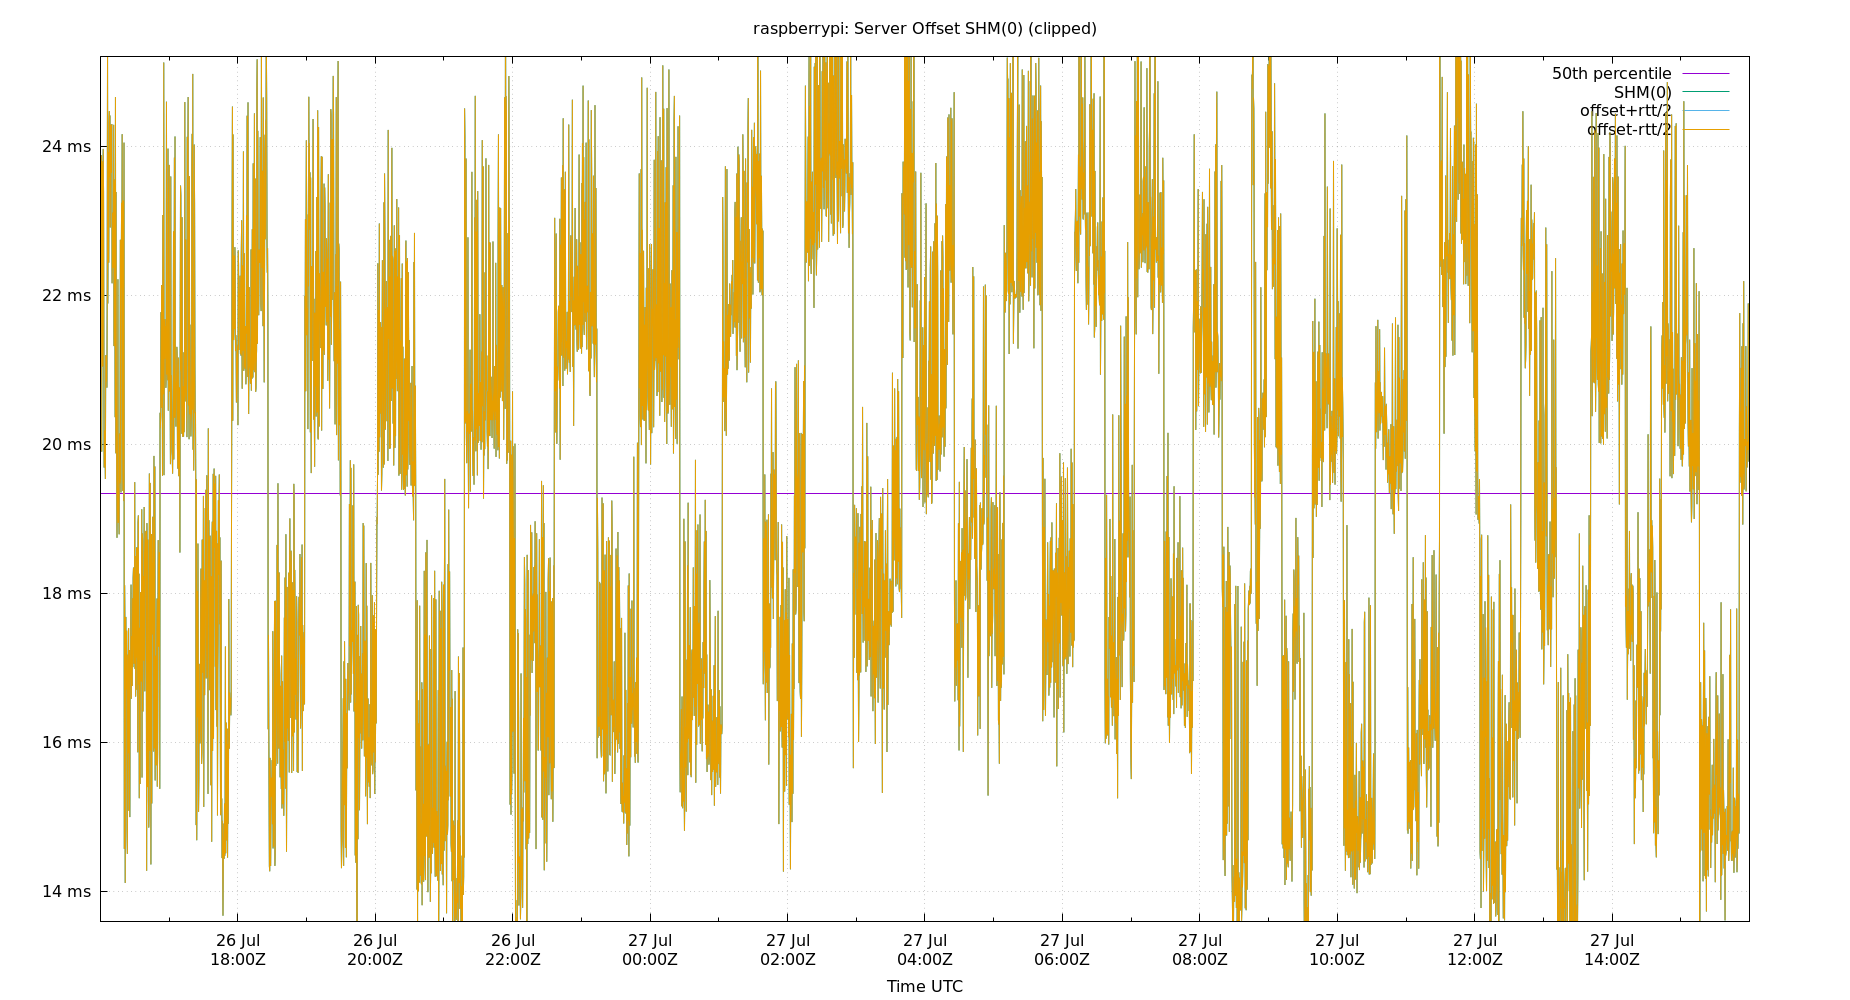 raspberrypi: Server Offset SHM(0) (clipped)
50th percentile
SHM(0)
offset+rtt/2
offset-rtt/2
24 ms
22 ms
20 ms
18 ms
16 ms
14 ms
26 Jul 26 Jul 26 Jul 27 Jul 27 Jul 27 Jul 27 Jul 27 Jul 27 Jul 27 Jul 27 Jul
18:00Z 20:00Z 22:00Z 00:00Z 02:00Z 04:00Z 06:00Z 08:00Z 10:00Z 12:00Z 14:00Z
Time UTC